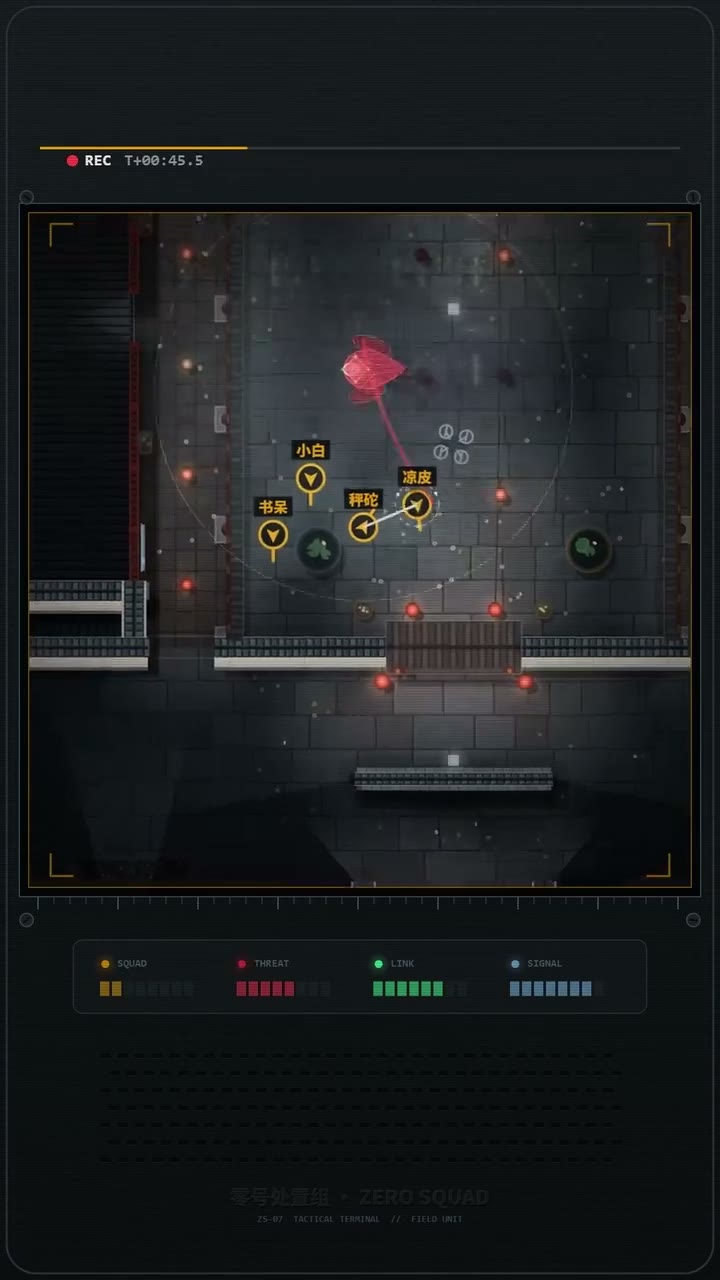 REC T+00:45.5
小白
凉皮
秤砣
书呆
SQUAD THREAT LINK SIGNAL
零号处置组 · ZERO SQUAD
ZS-07 TACTICAL TERMINAL // FIELD UNIT